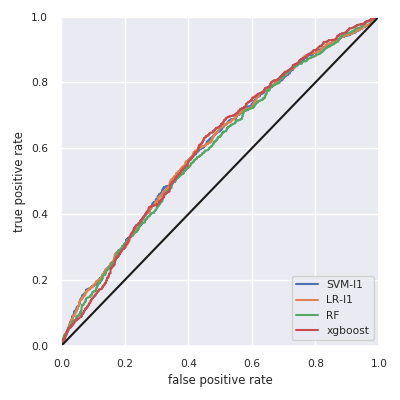 1.0
0.8
0.6
0.4
0.2
0.0
true positive rate
SVM-l1
LR-l1
RF
xgboost
0.0 0.2 0.4 0.6 0.8 1.0
false positive rate